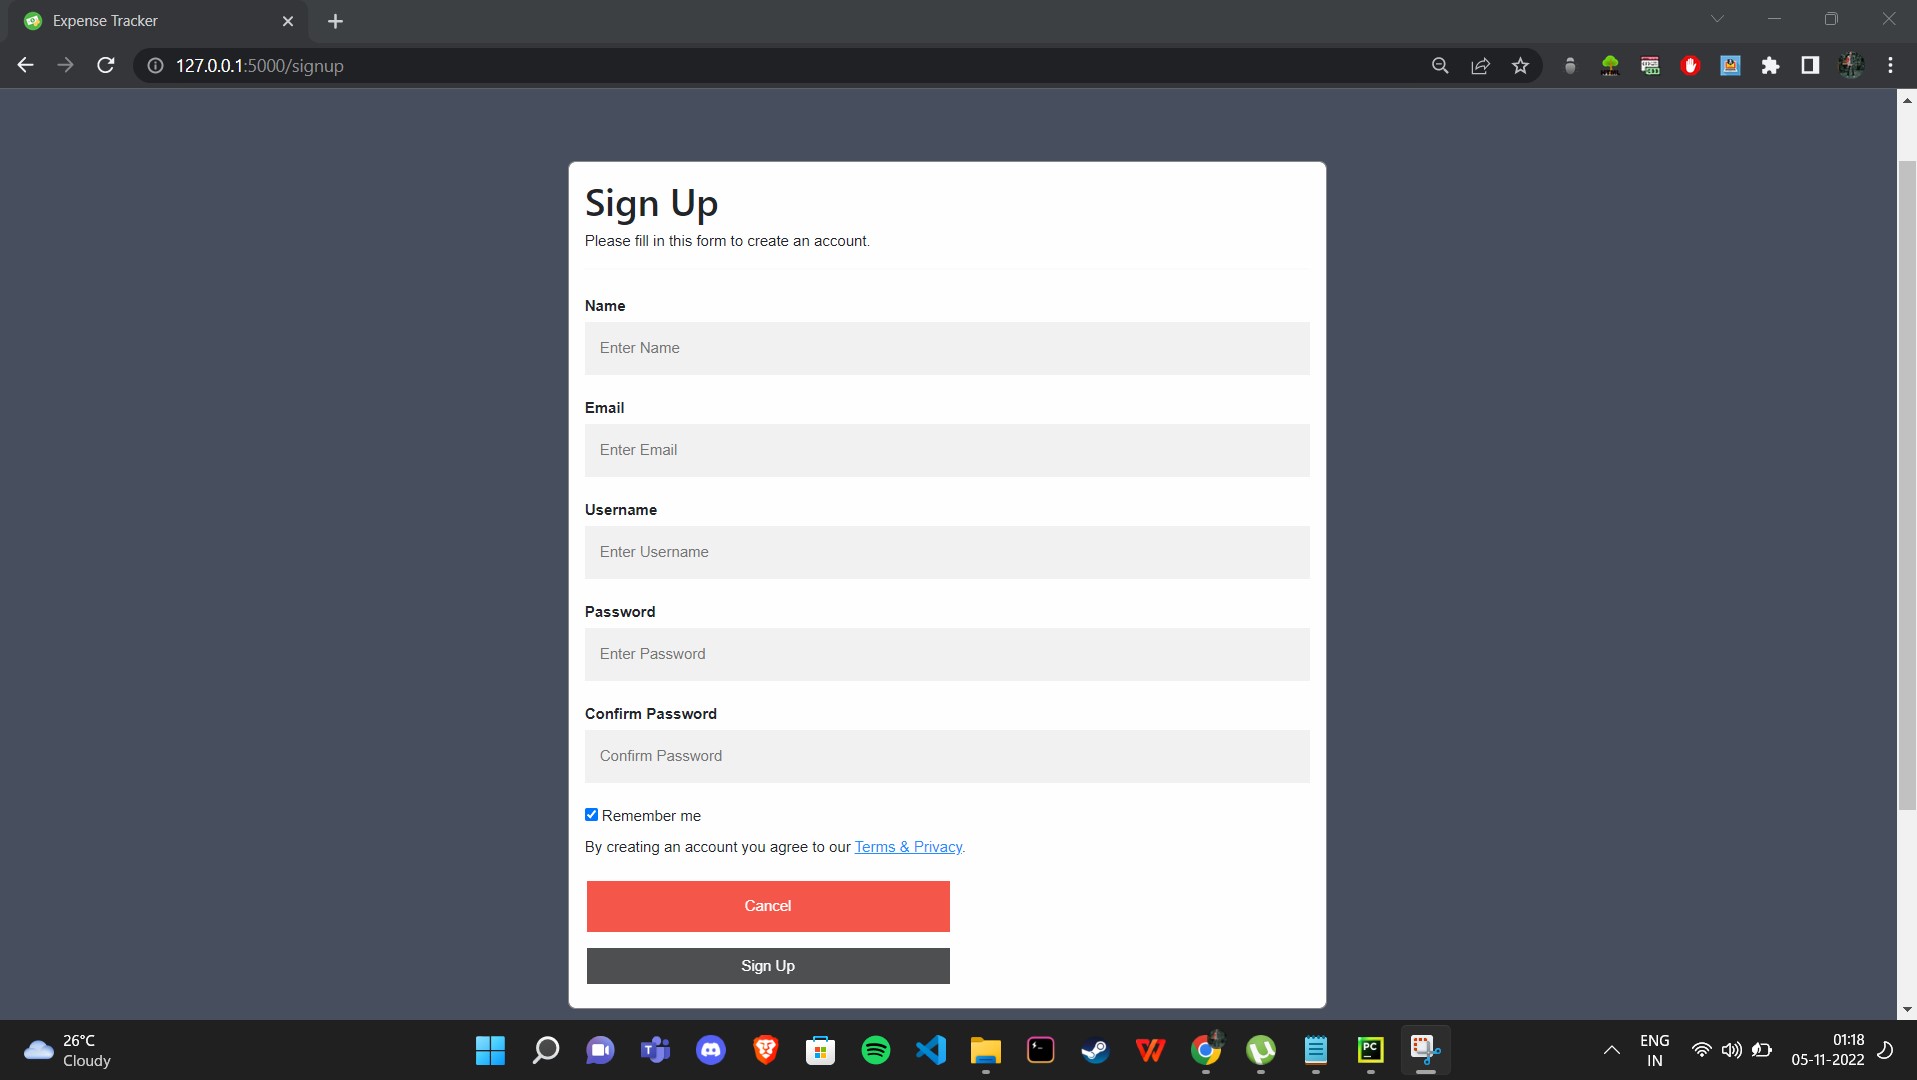 Expense Tracker
127.0.0.1:5000/signup
Sign Up
Please fill in this form to create an account.
Name
Enter Name
Email
Enter Email
Username
Enter Username
Password
Enter Password
Confirm Password
Confirm Password
Remember me
By creating an account you agree to our Terms & Privacy.
Cancel
Sign Up
26°C
Cloudy
PC
ENG
IN
01:18
05-11-2022